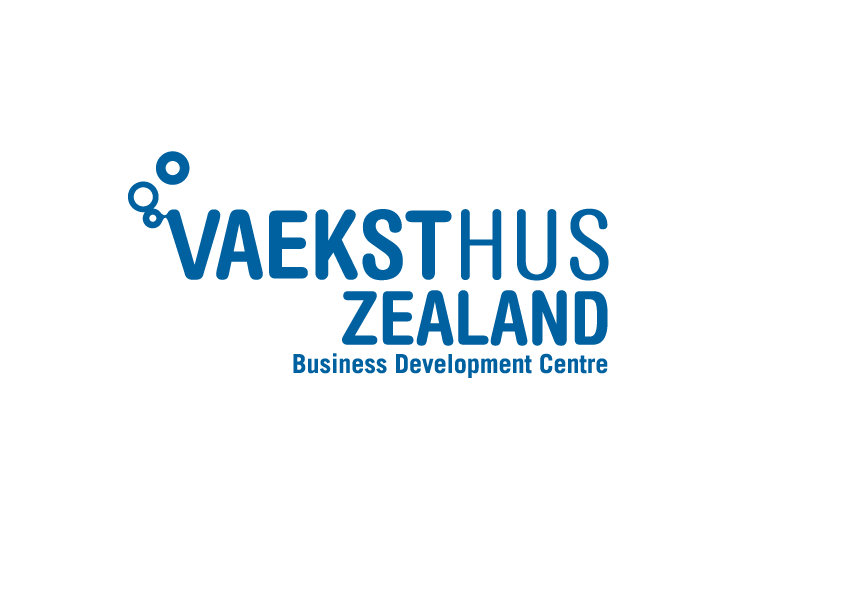 VAEKSTHUS
ZEALAND
Business Development Centre